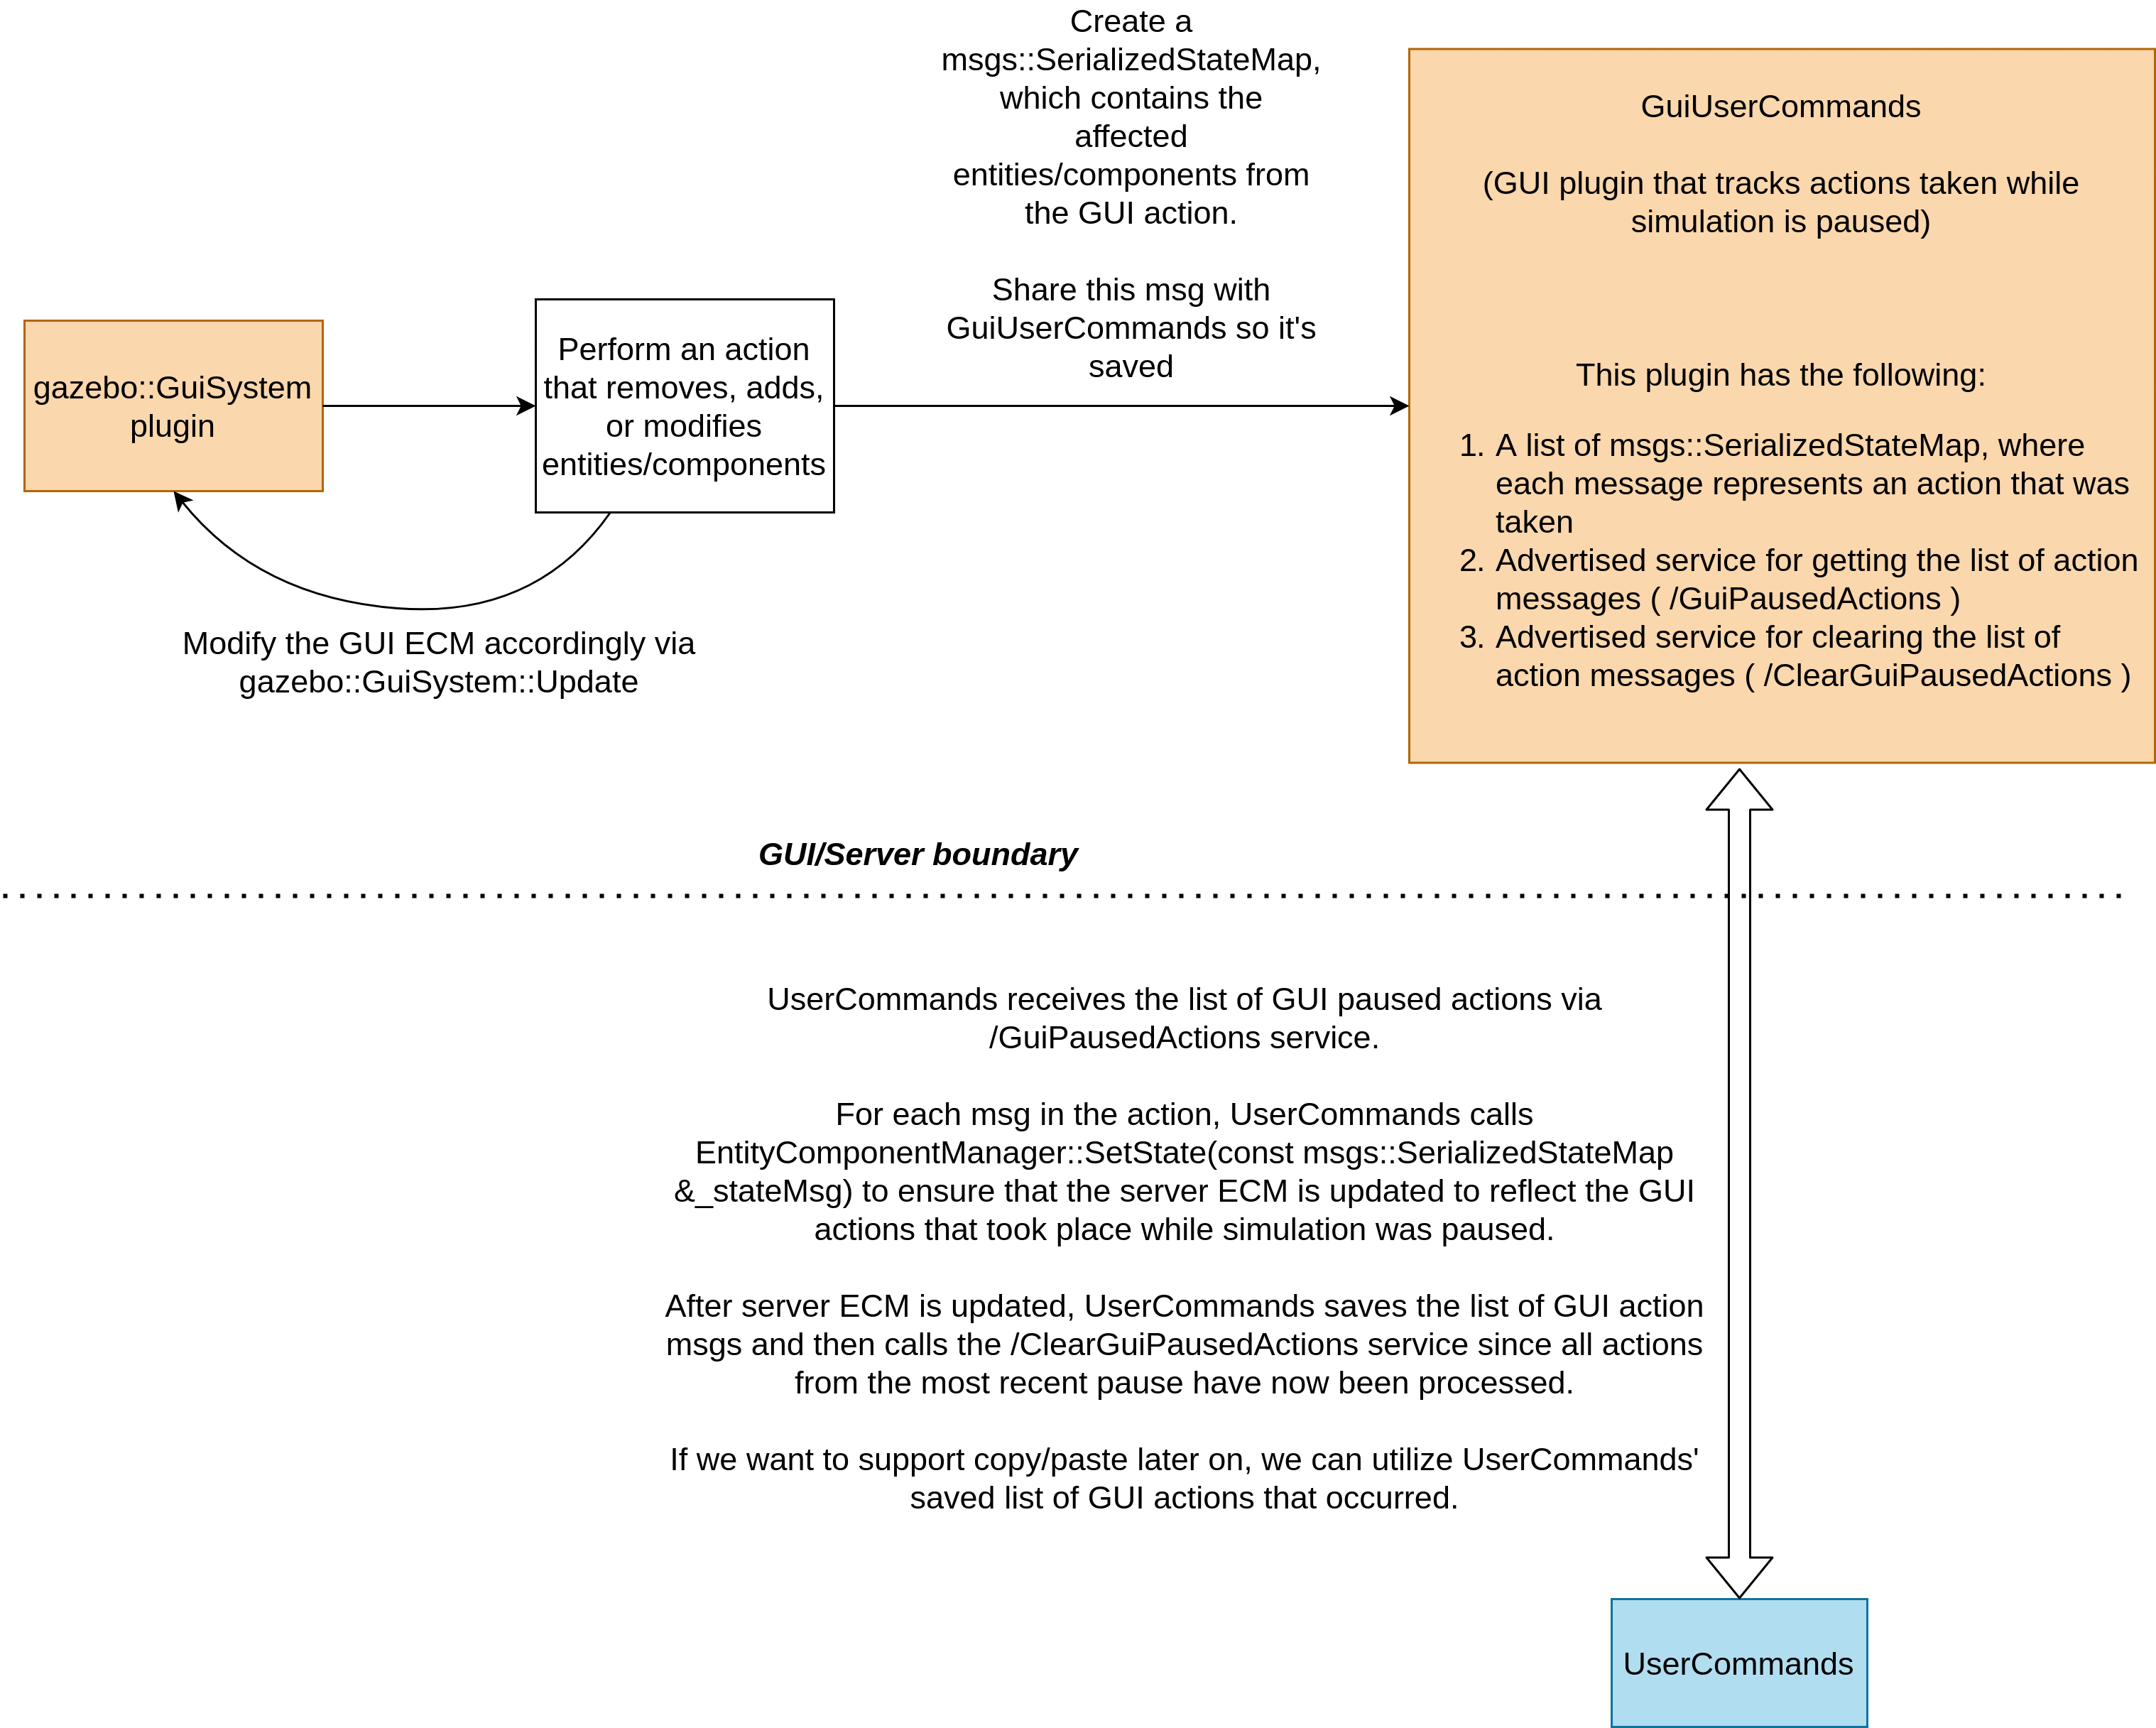 Create a
msgs::SerializedStateMap,
which contains the
affected
entities/components from
the GUI action.
Share this msg with
GuiUserCommands so it's
saved
gazebo::GuiSystem
plugin
Perform an action
that removes, adds,
or modifies
entities/components
Modify the GUI ECM accordingly via
gazebo::GuiSystem::Update
GuiUserCommands
(GUI plugin that tracks actions taken while
simulation is paused)
This plugin has the following:
1. A list of msgs::SerializedStateMap, where
each message represents an action that was
taken
2. Advertised service for getting the list of action
messages ( /GuiPausedActions )
3. Advertised service for clearing the list of
action messages ( /ClearGuiPausedActions )
GUI/Server boundary
UserCommands receives the list of GUI paused actions via
/GuiPausedActions service.
For each msg in the action, UserCommands calls
EntityComponentManager::SetState(const msgs::SerializedStateMap
&_stateMsg) to ensure that the server ECM is updated to reflect the GUI
actions that took place while simulation was paused.
After server ECM is updated, UserCommands saves the list of GUI action
msgs and then calls the /ClearGuiPausedActions service since all actions
from the most recent pause have now been processed.
If we want to support copy/paste later on, we can utilize UserCommands'
saved list of GUI actions that occurred.
UserCommands